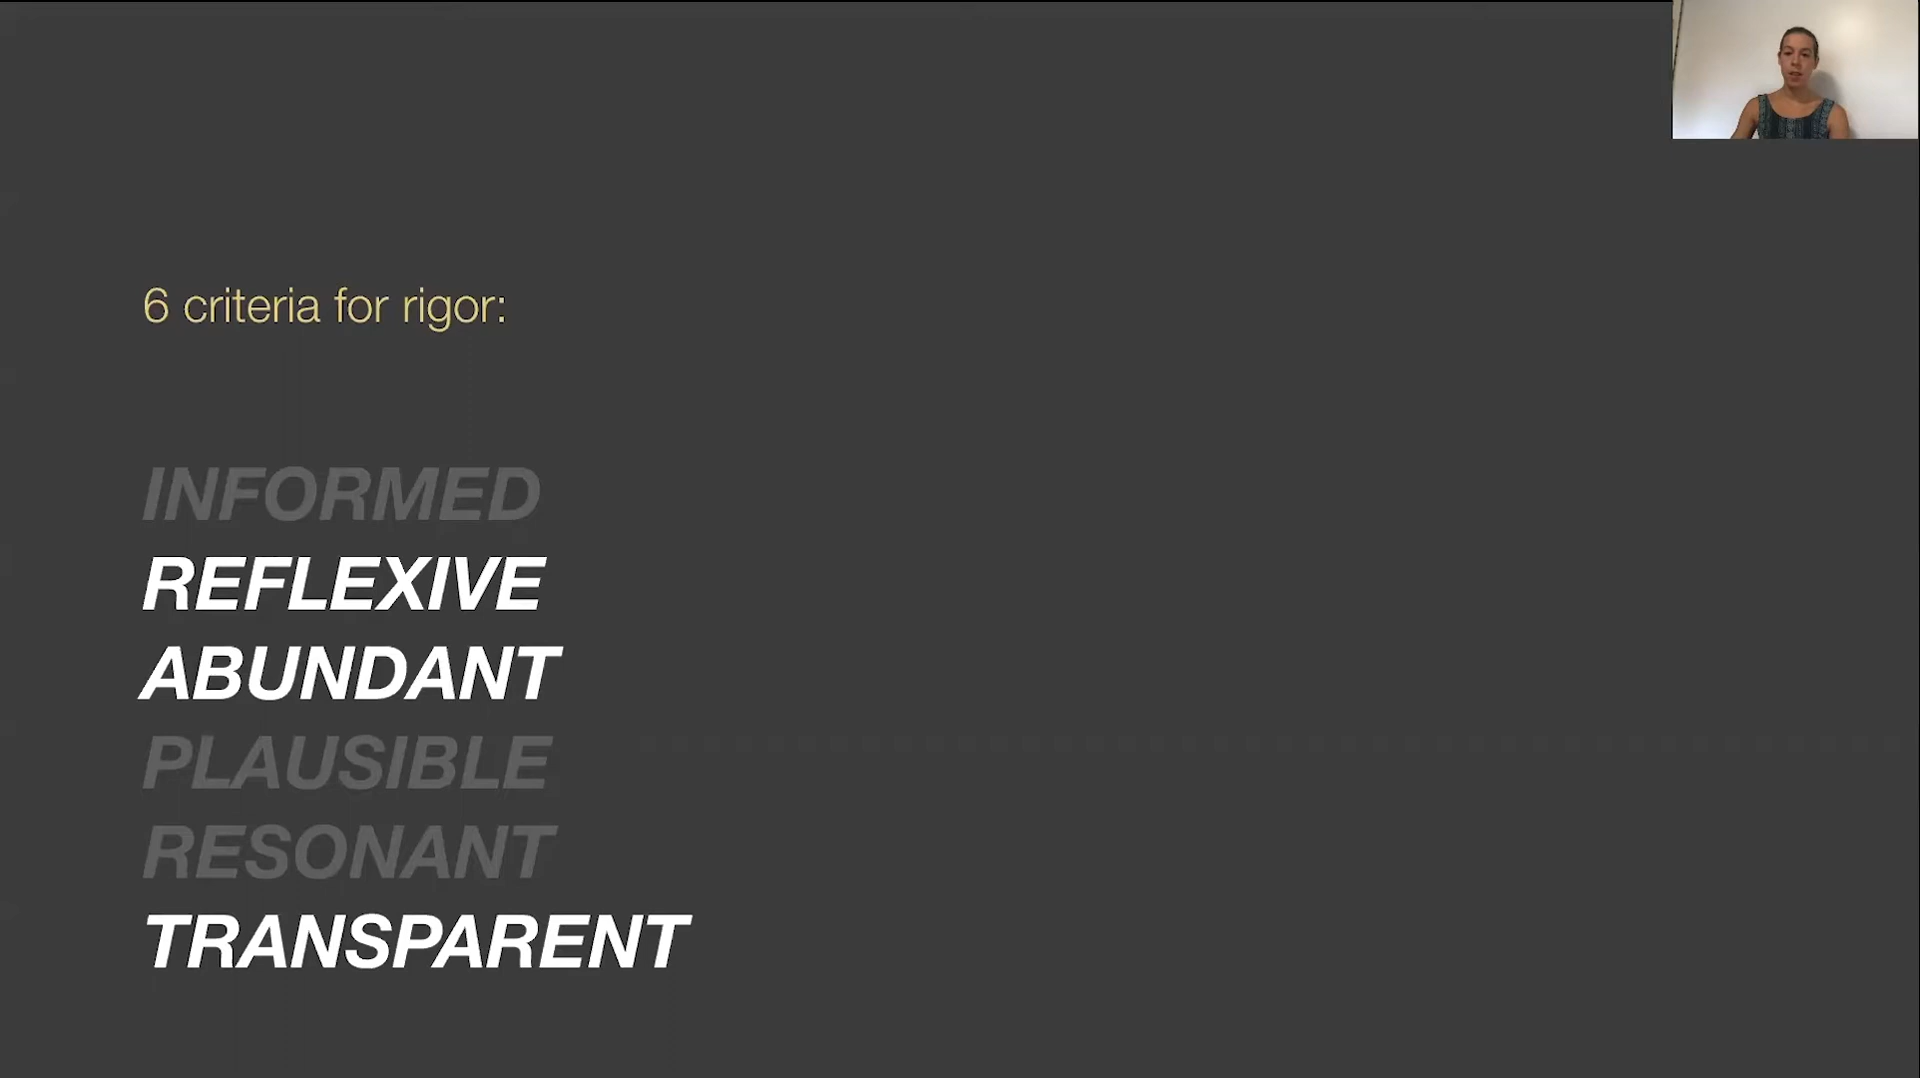 6 criteria for rigor:
INFORMED
REFLEXIVE
ABUNDANT
PLAUSIBLE
RESONANT
TRANSPARENT